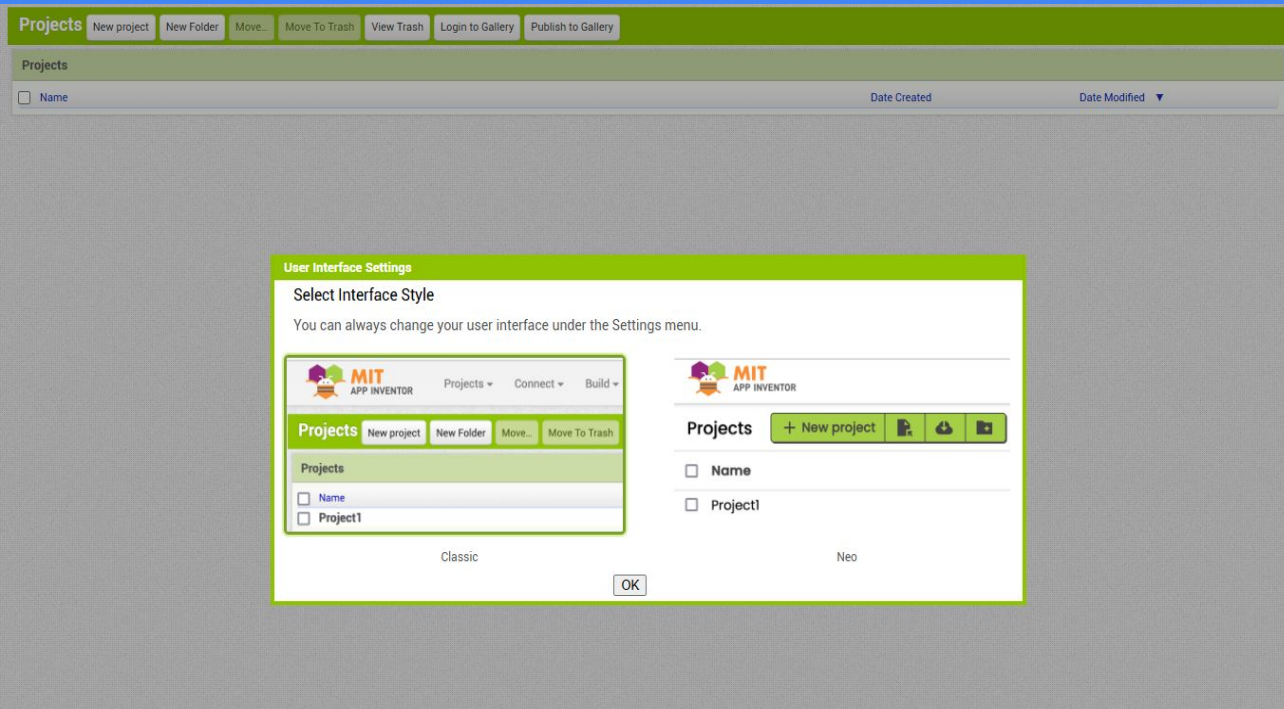 Projects New project New Folder Move... Move To Trash View Trash Login to Gallery Publish to Gallery
Projects
Name Date Created Date Modified ▼
User Interface Settings
Select Interface Style
You can always change your user interface under the Settings menu.
MIT
APP INVENTOR
Projects Connect Build
Projects New project New Folder Move... Move To Trash
Projects
Name
Project1
Classic
MIT
APP INVENTOR
Projects + New project
Name
Project1
Neo
OK